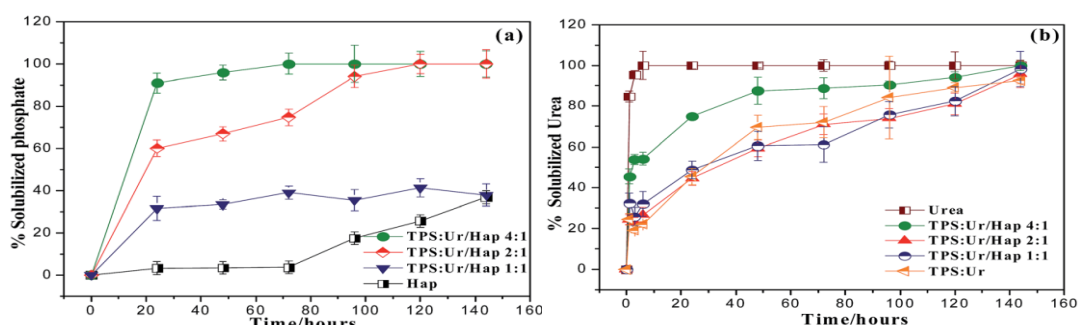 (a)
% Solubilized phosphate
120
100
80
60
40
20
0
TPS:Ur/Hap 4:1
TPS:Ur/Hap 2:1
TPS:Ur/Hap 1:1
Hap
0 20 40 60 80 100 120 140 160
Time/hours
(b)
% Solubilized Urea
120
100
80
60
40
20
0
Urea
TPS:Ur/Hap 4:1
TPS:Ur/Hap 2:1
TPS:Ur/Hap 1:1
TPS:Ur
0 20 40 60 80 100 120 140 160
Time/hours